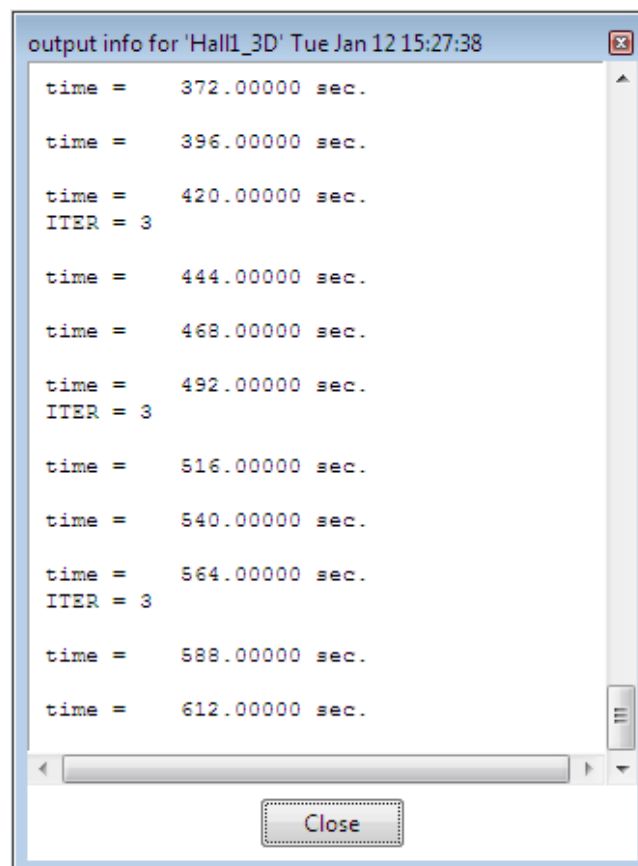 output info for 'Hall1_3D' Tue Jan 12 15:27:38
time = 372.00000 sec.
time = 396.00000 sec.
time = 420.00000 sec.
ITER = 3
time = 444.00000 sec.
time = 468.00000 sec.
time = 492.00000 sec.
ITER = 3
time = 516.00000 sec.
time = 540.00000 sec.
time = 564.00000 sec.
ITER = 3
time = 588.00000 sec.
time = 612.00000 sec.
Close